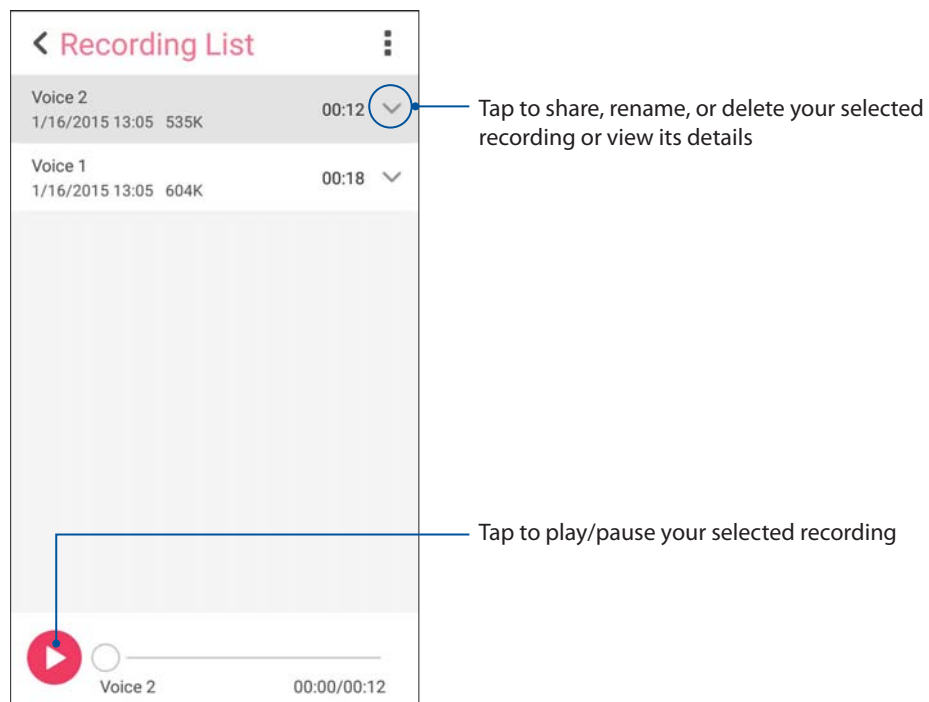 Recording List
Voice 2
1/16/2015 13:05 535K
00:12
Tap to share, rename, or delete your selected
recording or view its details
Voice 1
1/16/2015 13:05 604K
00:18
Tap to play/pause your selected recording
Voice 2
00:00/00:12